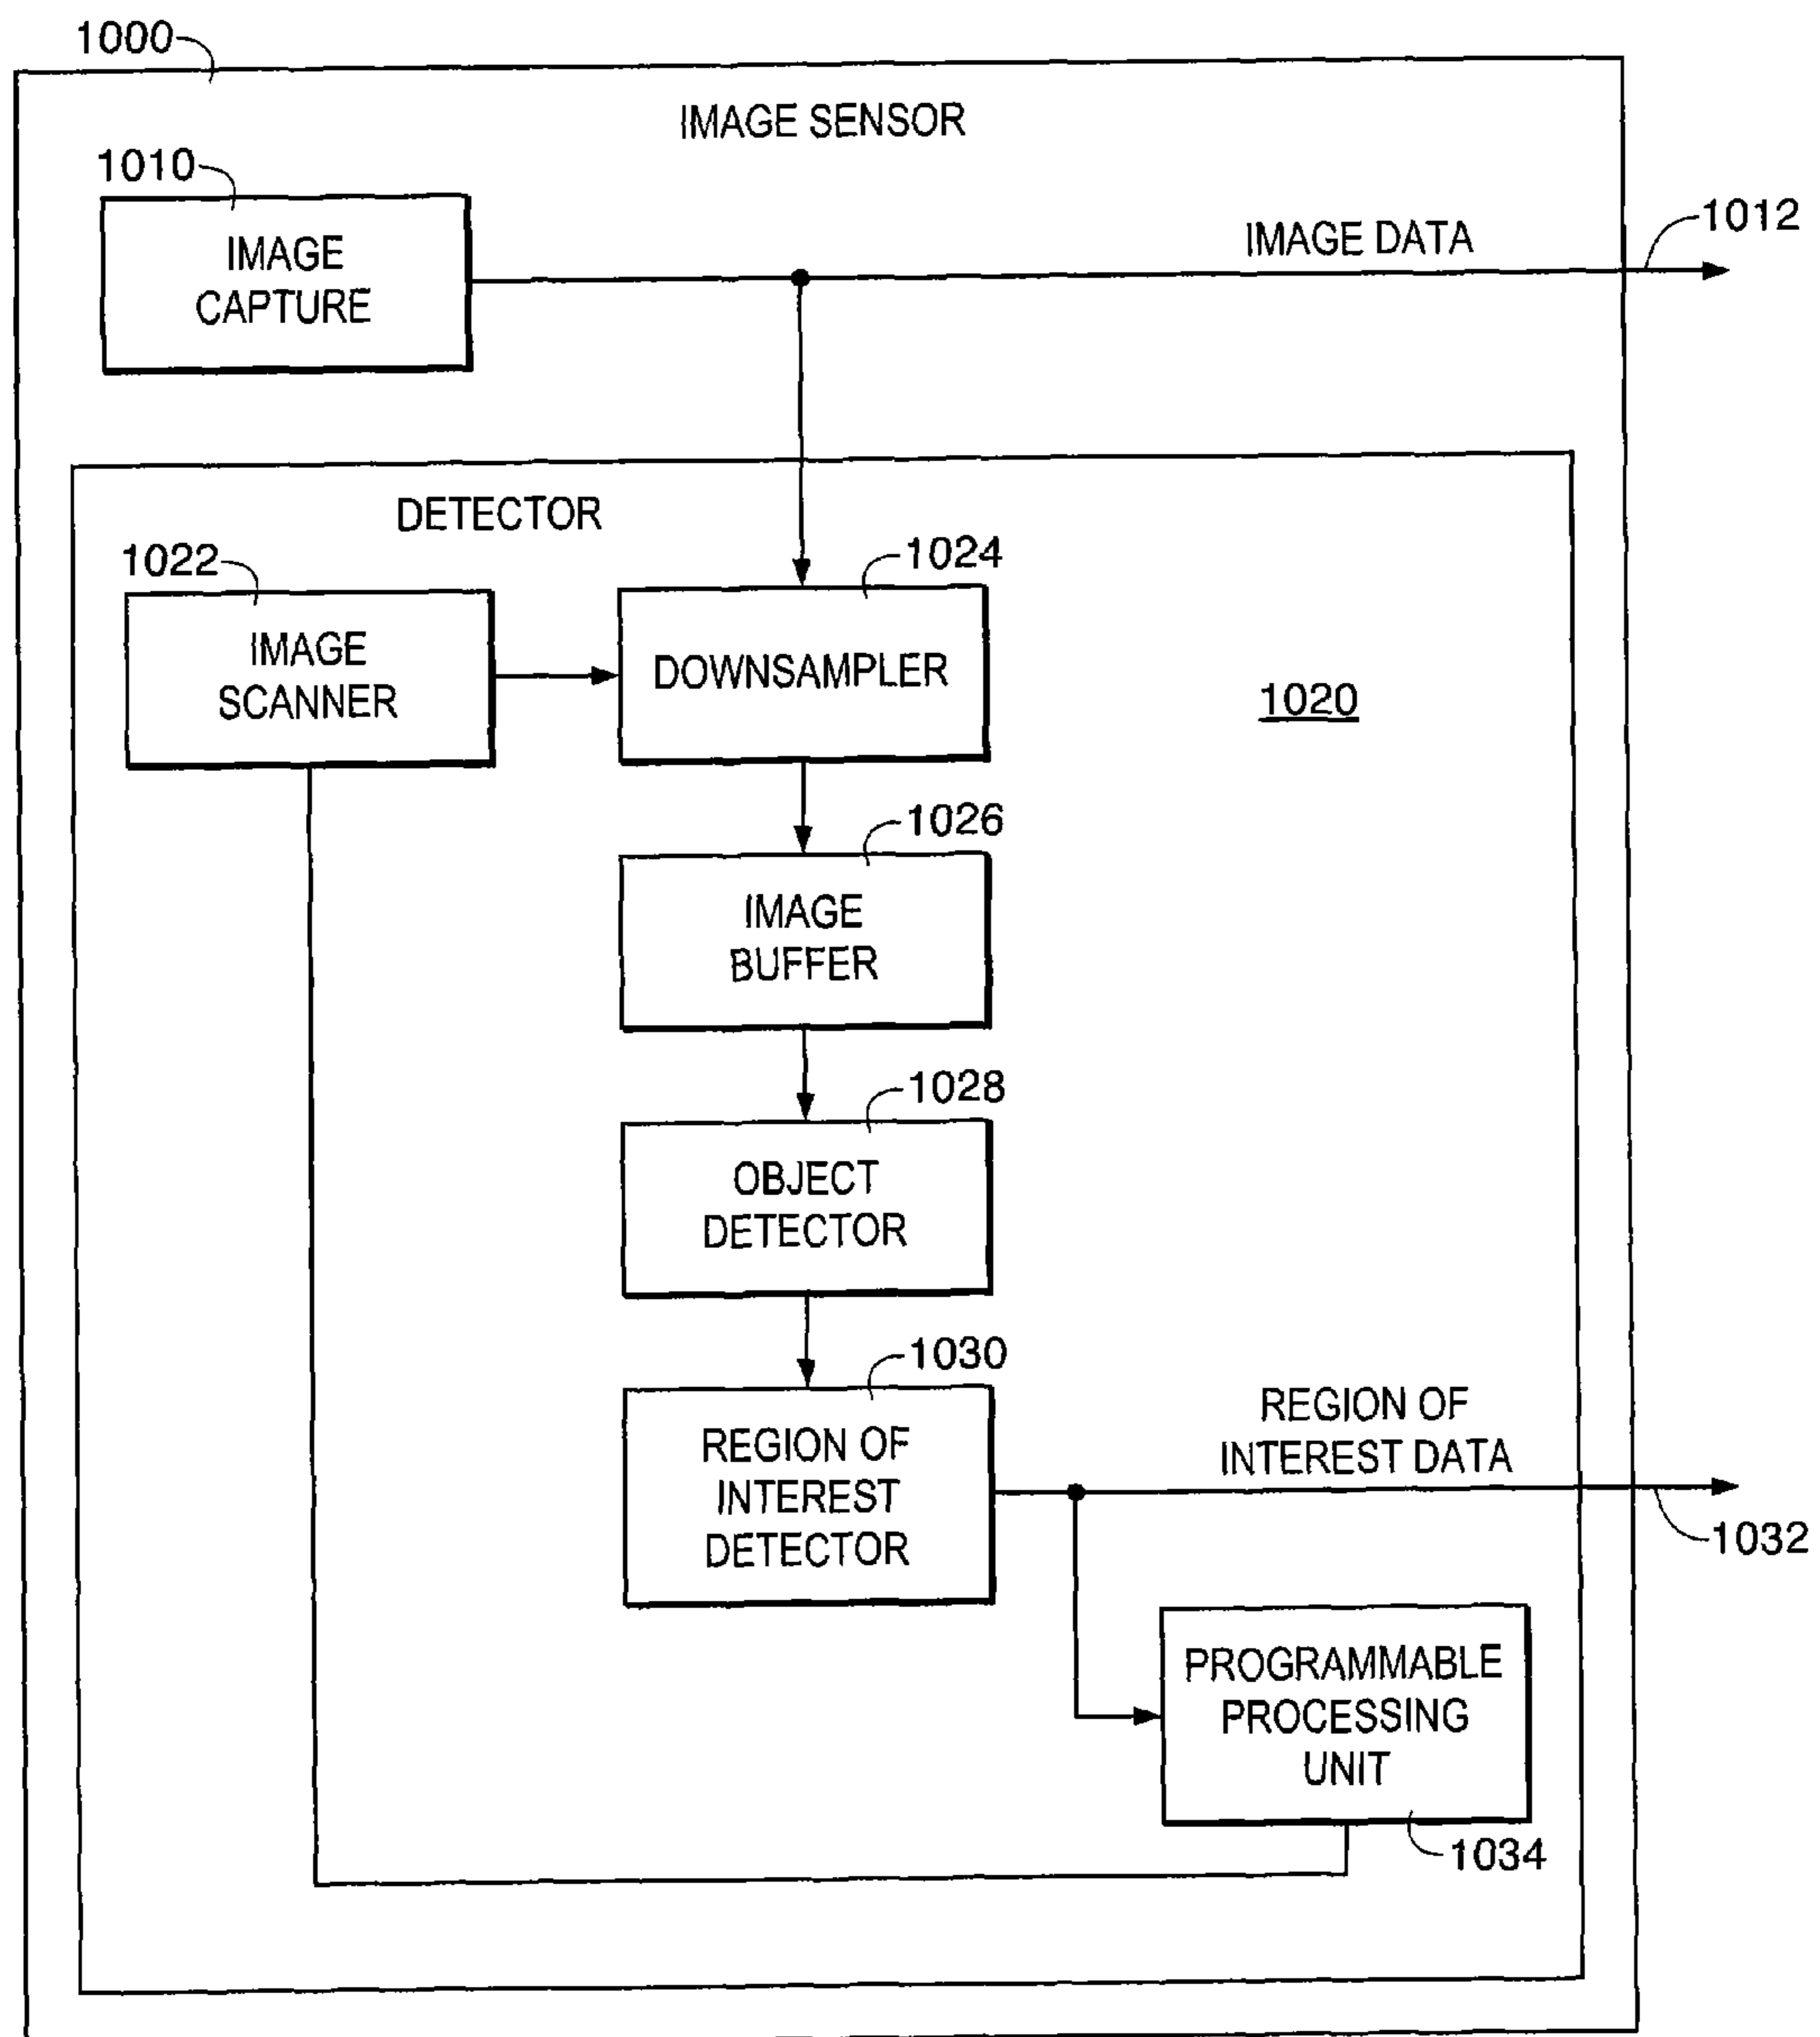 1000
IMAGE SENSOR
1010
IMAGE
CAPTURE
IMAGE DATA
1012
DETECTOR
1022
IMAGE
SCANNER
1024
DOWNSAMPLER
1020
1026
IMAGE
BUFFER
1028
OBJECT
DETECTOR
1030
REGION OF
INTEREST
DETECTOR
REGION OF
INTEREST DATA
1032
PROGRAMMABLE
PROCESSING
UNIT
1034